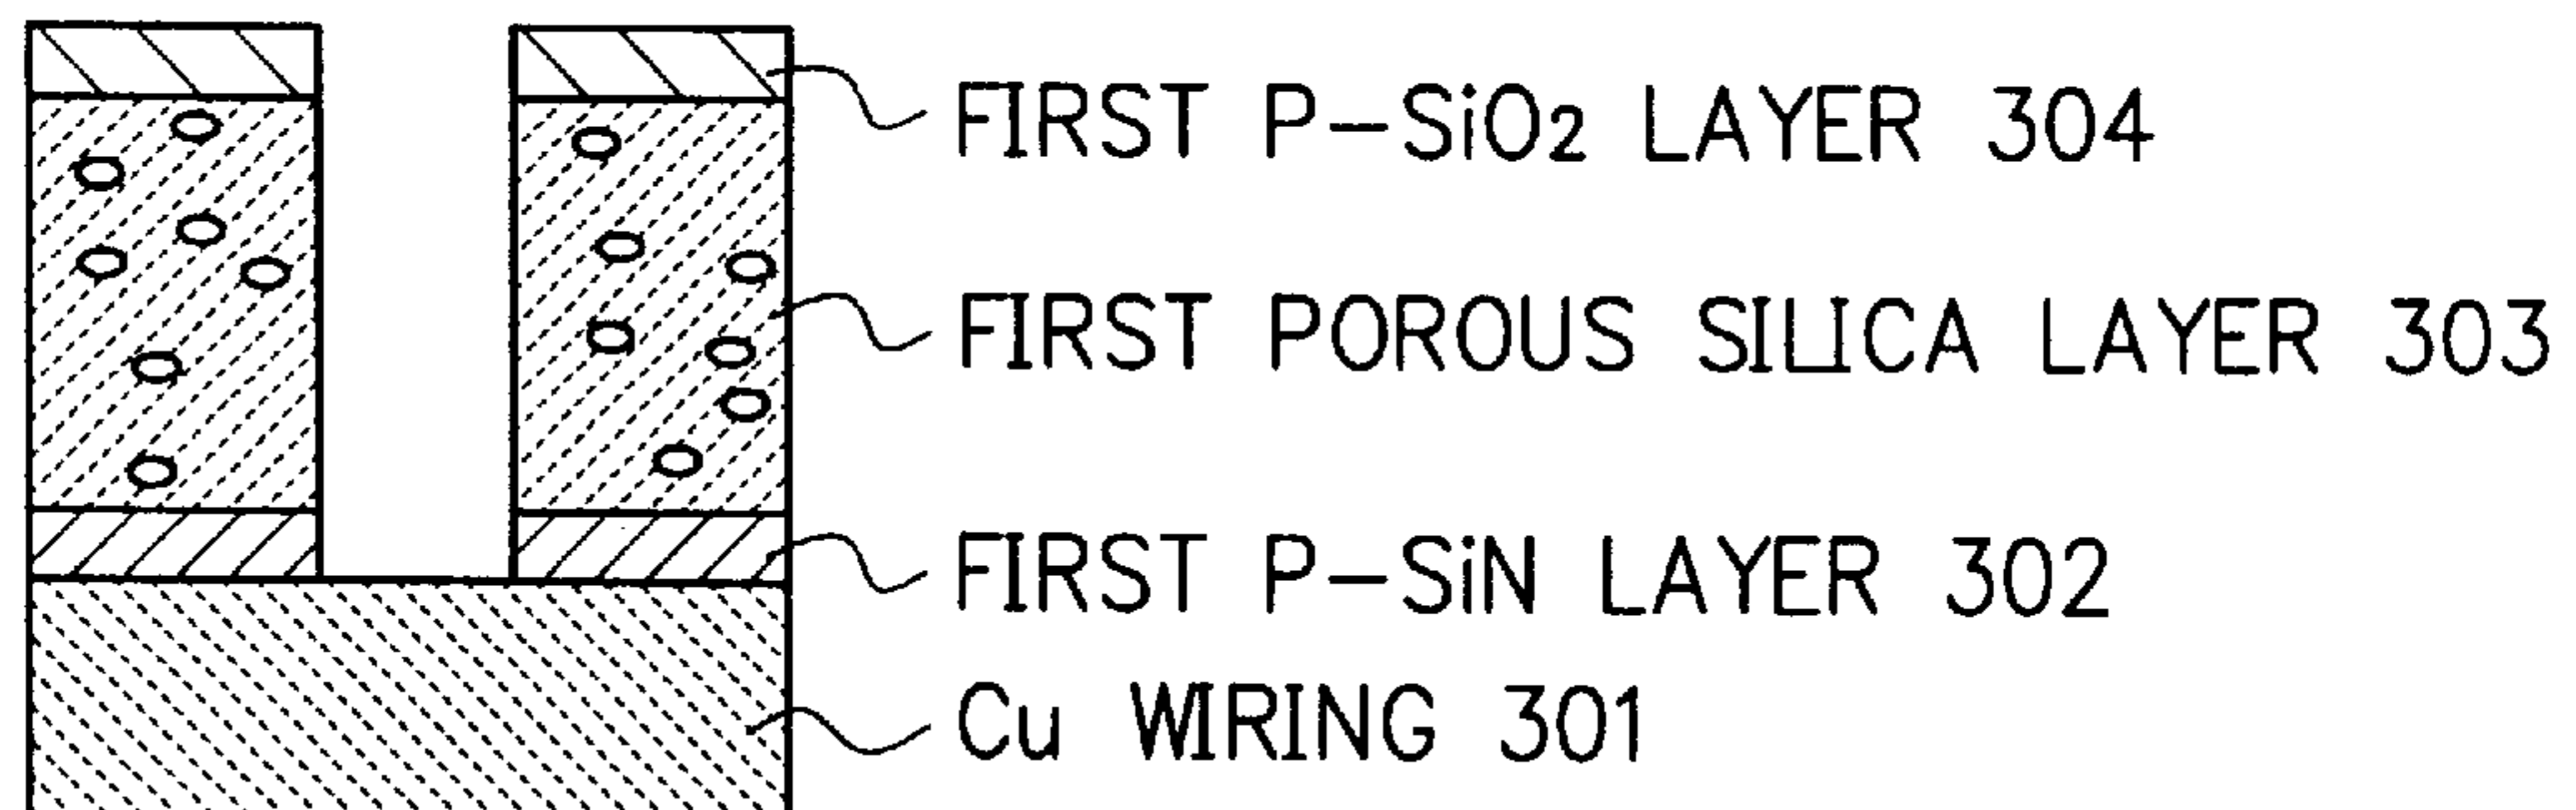 FIRST P-SiO2 LAYER 304
FIRST POROUS SILICA LAYER 303
FIRST P-SiN LAYER 302
Cu WIRING 301